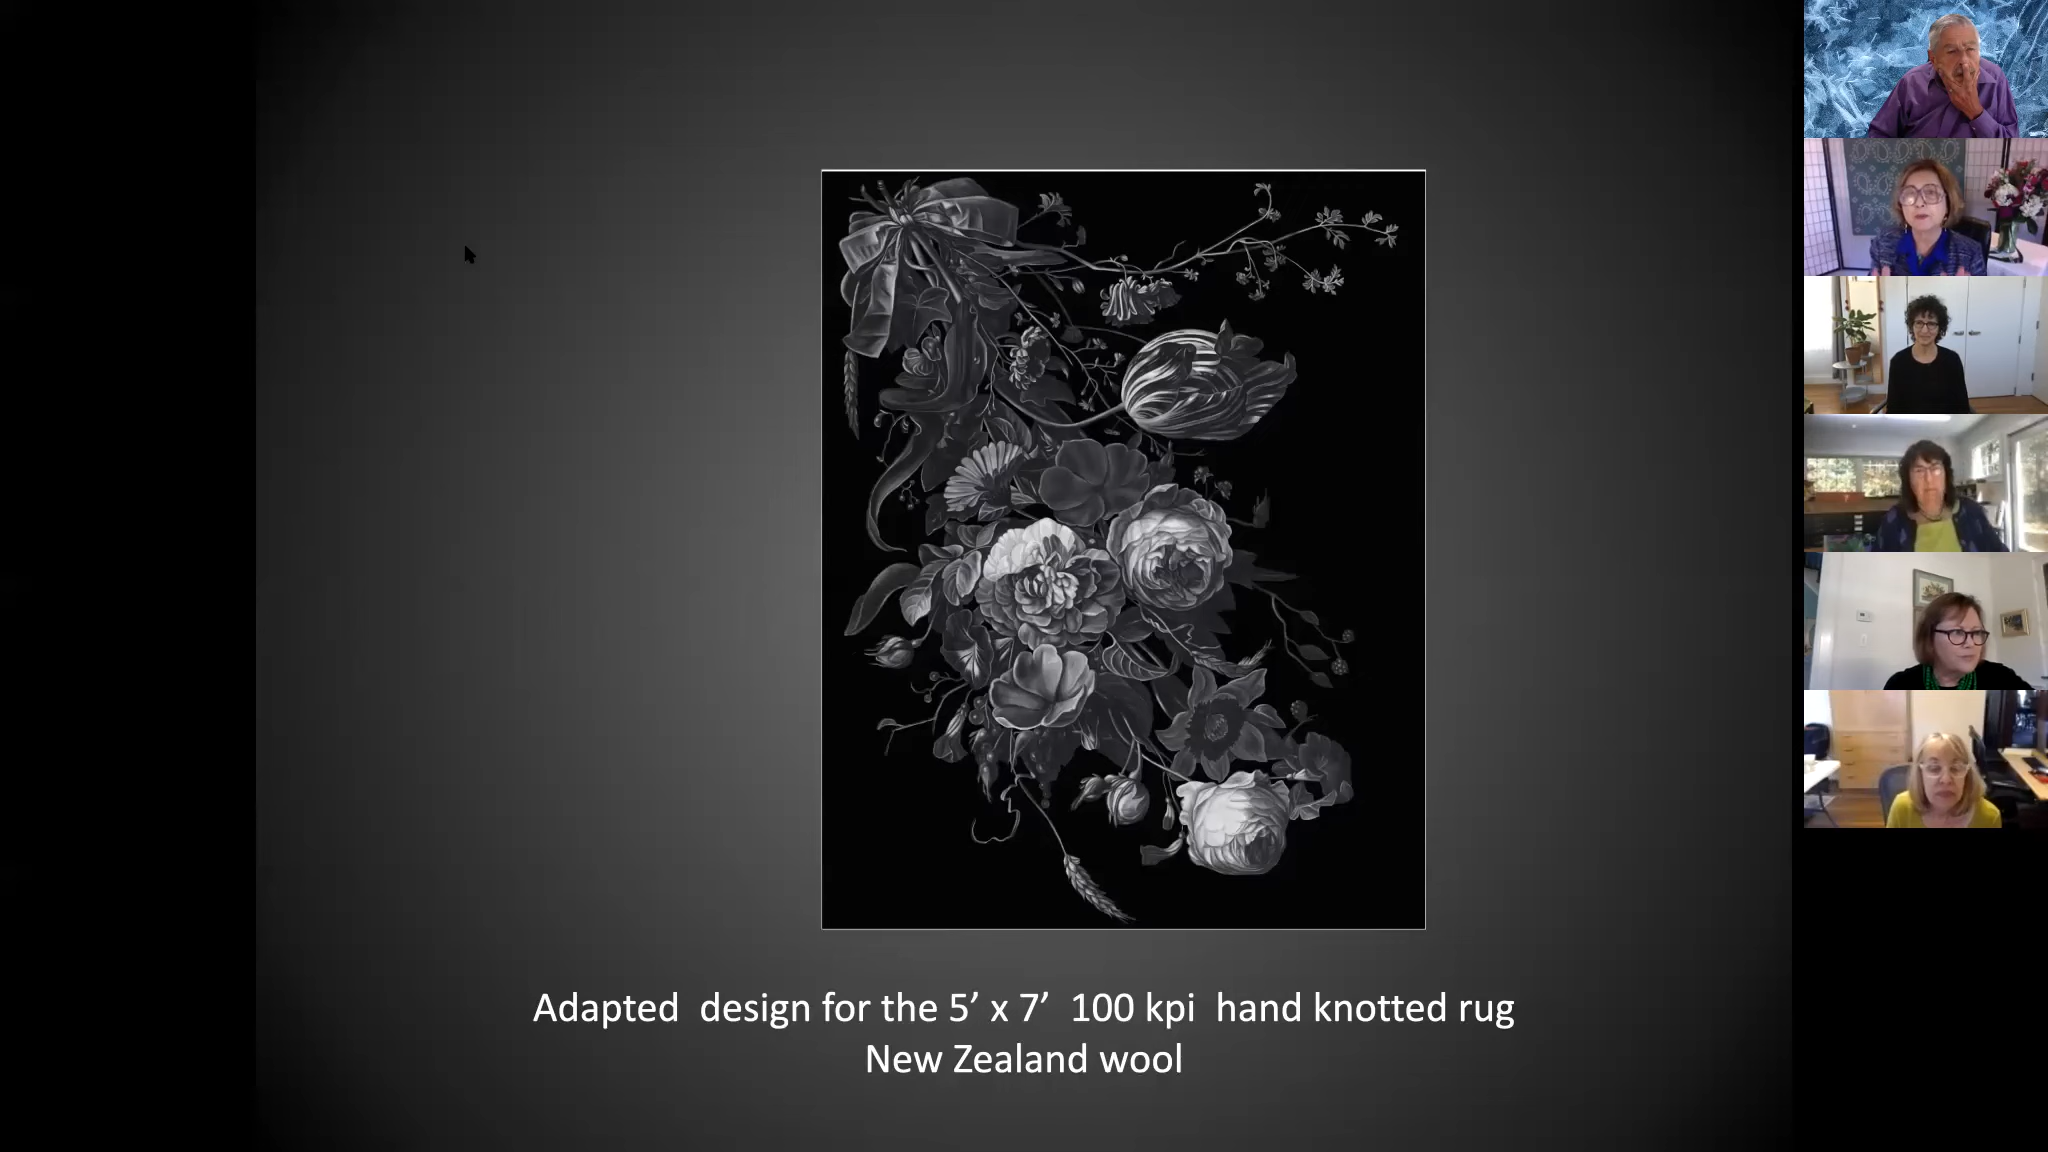 Adapted design for the 5’ x 7’ 100 kpi hand knotted rug
New Zealand wool